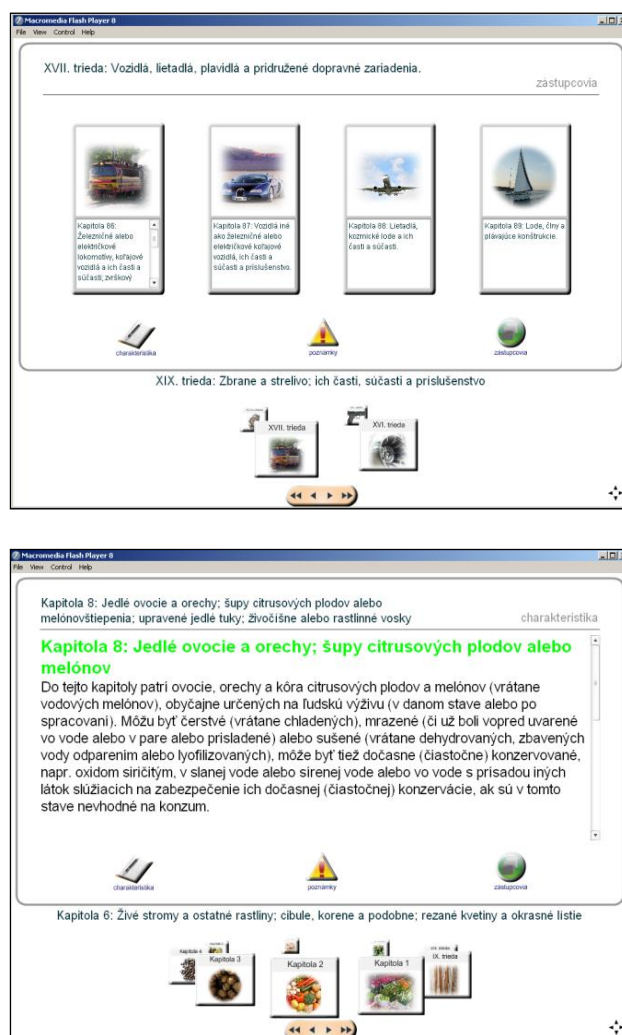 Macromedia Flash Player 8
File View Control Help
XVII. trieda: Vozidlá, lietadlá, plavidlá a pridružené dopravné zariadenia.
zástupcovia
Kapitola 86:
Železničné alebo
električkové
lokomotívy, koľajové
vozidlá a ich časti a
súčasti; zvrškový
Kapitola 87: Vozidlá iné
ako železničné alebo
električkové koľajové
vozidlá, ich časti a
súčasti a príslušenstvo.
Kapitola 88: Lietadlá,
kozmické lode a ich
časti a súčasti.
Kapitola 89: Lode, člny a
plávajúce konštrukcie.
charakteristika
poznámky
zástupcovia
XIX. trieda: Zbrane a strelivo; ich časti, súčasti a príslušenstvo
XVII. trieda
XVI. trieda
Macromedia Flash Player 8
File View Control Help
Kapitola 8: Jedlé ovocie a orechy; šupy citrusových plodov alebo
melónovštiepenia; upravené jedlé tuky; živočíšne alebo rastlinné vosky
charakteristika
Kapitola 8: Jedlé ovocie a orechy; šupy citrusových plodov alebo
melónov
Do tejto kapitoly patrí ovocie, orechy a kôra citrusových plodov a melónov (vrátane
vodových melónov), obyčajne určených na ľudskú výživu (v danom stave alebo po
spracovaní). Môžu byť čerstvé (vrátane chladených), mrazené (či už boli vopred uvarené
vo vode alebo v pare alebo prisladené) alebo sušené (vrátane dehydrovaných, zbavených
vody odparením alebo lyofilizovaných), môže byť tiež dočasne (čiastočne) konzervované,
napr. oxidom siričitým, v slanej vode alebo sírenej vode alebo vo vode s prísadou iných
látok slúžiacich na zabezpečenie ich dočasnej (čiastočnej) konzervácie, ak sú v tomto
stave nevhodné na konzum.
charakteristika
poznámky
zástupcovia
Kapitola 6: Živé stromy a ostatné rastliny; cibule, korene a podobne; rezané kvetiny a okrasné lístie
Kapitola 4
Kapitola 3
Kapitola 2
Kapitola 1
IX. trieda